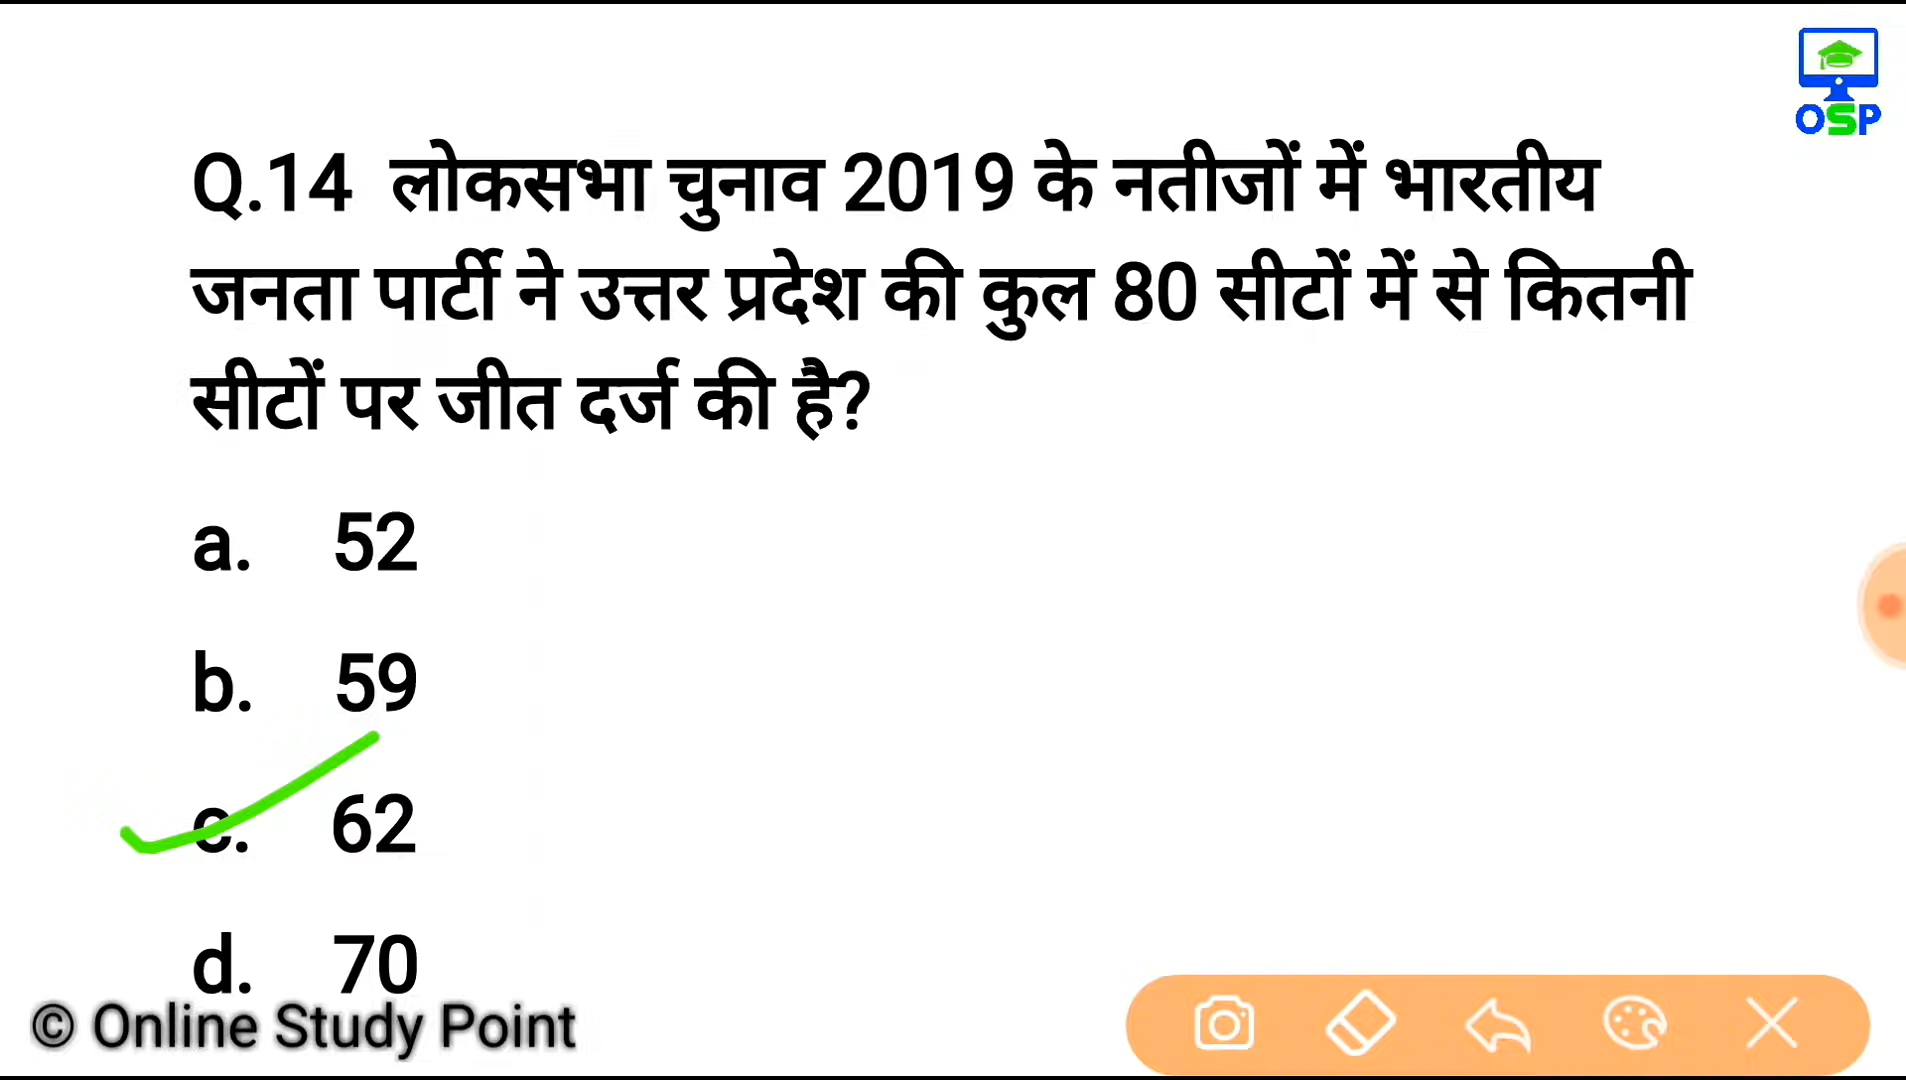 OSP
Q.14 लोकसभा चुनाव 2019 के नतीजों में भारतीय
जनता पार्टी ने उत्तर प्रदेश की कुल 80 सीटों में से कितनी
सीटों पर जीत दर्ज की है?
a. 52
b. 59
c. 62
d. 70
© Online Study Point